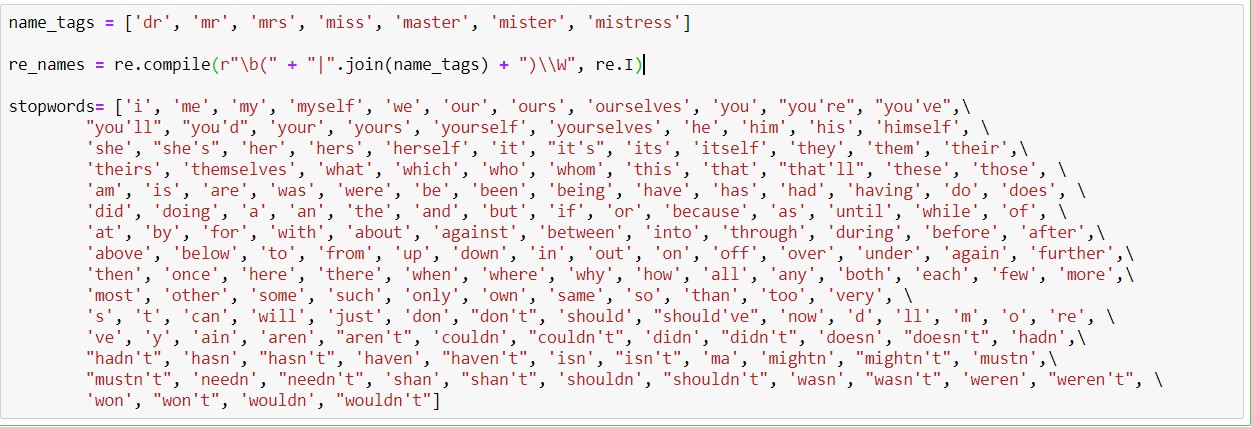 name_tags = ['dr', 'mr', 'mrs', 'miss', 'master', 'mister', 'mistress']
re_names = re.compile(r"\b(" + "|".join(name_tags) + ")\\W", re.I)
stopwords= ['i', 'me', 'my', 'myself', 'we', 'our', 'ours', 'ourselves', 'you', "you're", "you've",\
"you'll", "you'd", 'your', 'yours', 'yourself', 'yourselves', 'he', 'him', 'his', 'himself', \
'she', "she's", 'her', 'hers', 'herself', 'it', "it's", 'its', 'itself', 'they', 'them', 'their',\
'theirs', 'themselves', 'what', 'which', 'who', 'whom', 'this', 'that', "that'll", 'these', 'those', \
'am', 'is', 'are', 'was', 'were', 'be', 'been', 'being', 'have', 'has', 'had', 'having', 'do', 'does', \
'did', 'doing', 'a', 'an', 'the', 'and', 'but', 'if', 'or', 'because', 'as', 'until', 'while', 'of', \
'at', 'by', 'for', 'with', 'about', 'against', 'between', 'into', 'through', 'during', 'before', 'after',\
'above', 'below', 'to', 'from', 'up', 'down', 'in', 'out', 'on', 'off', 'over', 'under', 'again', 'further',\
'then', 'once', 'here', 'there', 'when', 'where', 'why', 'how', 'all', 'any', 'both', 'each', 'few', 'more',\
'most', 'other', 'some', 'such', 'only', 'own', 'same', 'so', 'than', 'too', 'very', \
's', 't', 'can', 'will', 'just', 'don', "don't", 'should', "should've", 'now', 'd', 'll', 'm', 'o', 're', \
've', 'y', 'ain', 'aren', "aren't", 'couldn', "couldn't", 'didn', "didn't", 'doesn', "doesn't", 'hadn',\
"hadn't", 'hasn', "hasn't", 'haven', "haven't", 'isn', "isn't", 'ma', 'mightn', "mightn't", 'mustn',\
"mustn't", 'needn', "needn't", 'shan', "shan't", 'shouldn', "shouldn't", 'wasn', "wasn't", 'weren', "weren't", \
'won', "won't", 'wouldn', "wouldn't"]